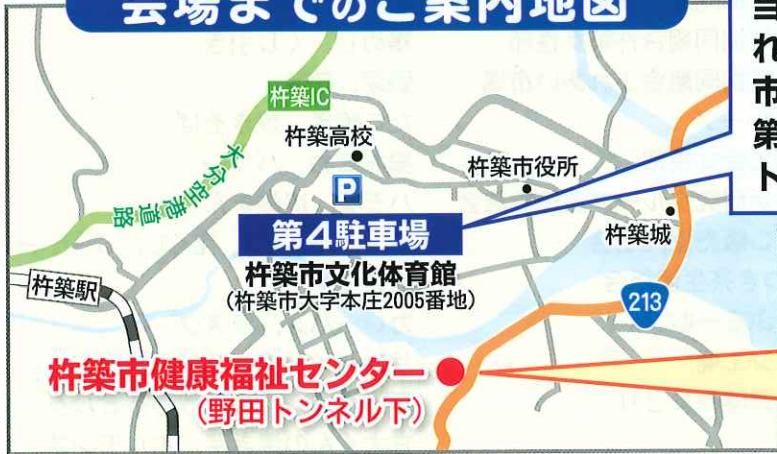 会場までのご案内地図
杵築IC
杵築高校
大分空港道路
杵築市役所
P
第4駐車場
杵築城
杵築市文化体育館
(杵築市大字本庄2005番地)
杵築駅
213
杵築市健康福祉センター
(野田トンネル下)
れ
市
第
ト